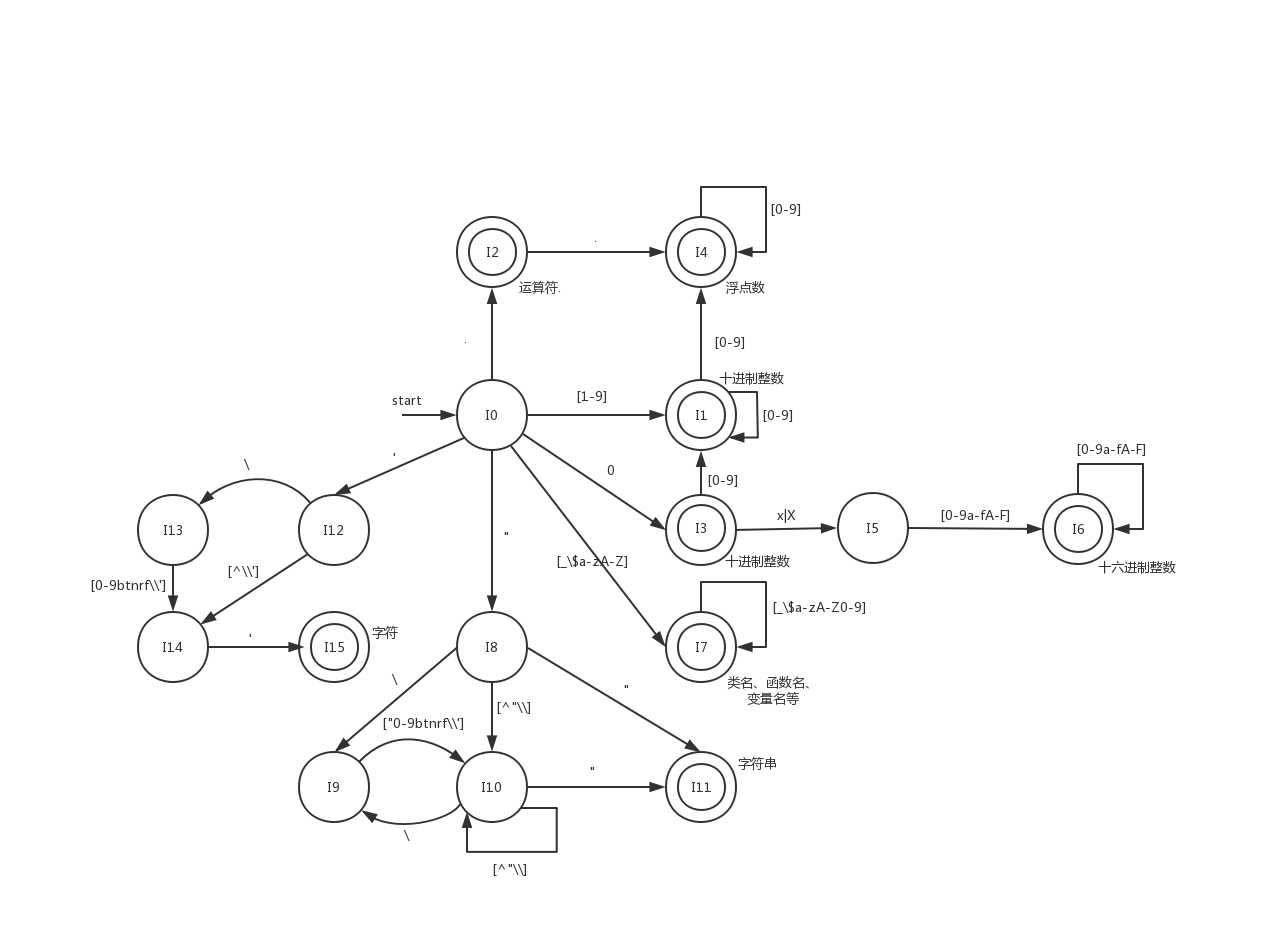 [0-9]
.
I2
I4
运算符.
浮点数
.
[0-9]
十进制整数
start
[1-9]
I0
I1
[0-9]
'
\
0
[0-9]
[0-9a-fA-F]
x|X
[0-9a-fA-F]
I13
I12
I3
I5
I6
"
[_\$a-zA-Z]
十进制整数
十六进制整数
[^\\']
[0-9btnrf\\']
[_\$a-zA-Z0-9]
'
字符
I14
I15
I8
I7
\
"
类名、函数名、
变量名等
[^"\\]
["0-9btnrf\\']
"
字符串
I9
I10
I11
\
[^"\\]